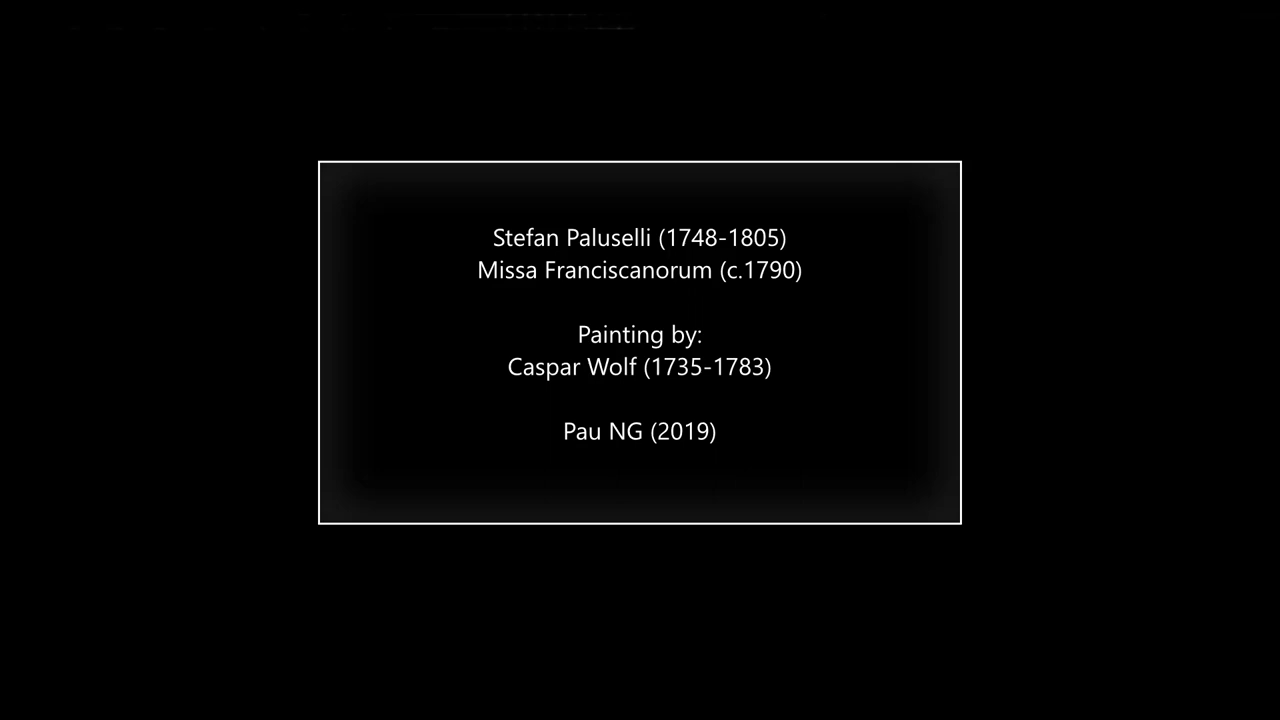 Stefan Paluselli (1748-1805)
Missa Franciscanorum (c.1790)
Painting by:
Caspar Wolf (1735-1783)
Pau NG (2019)